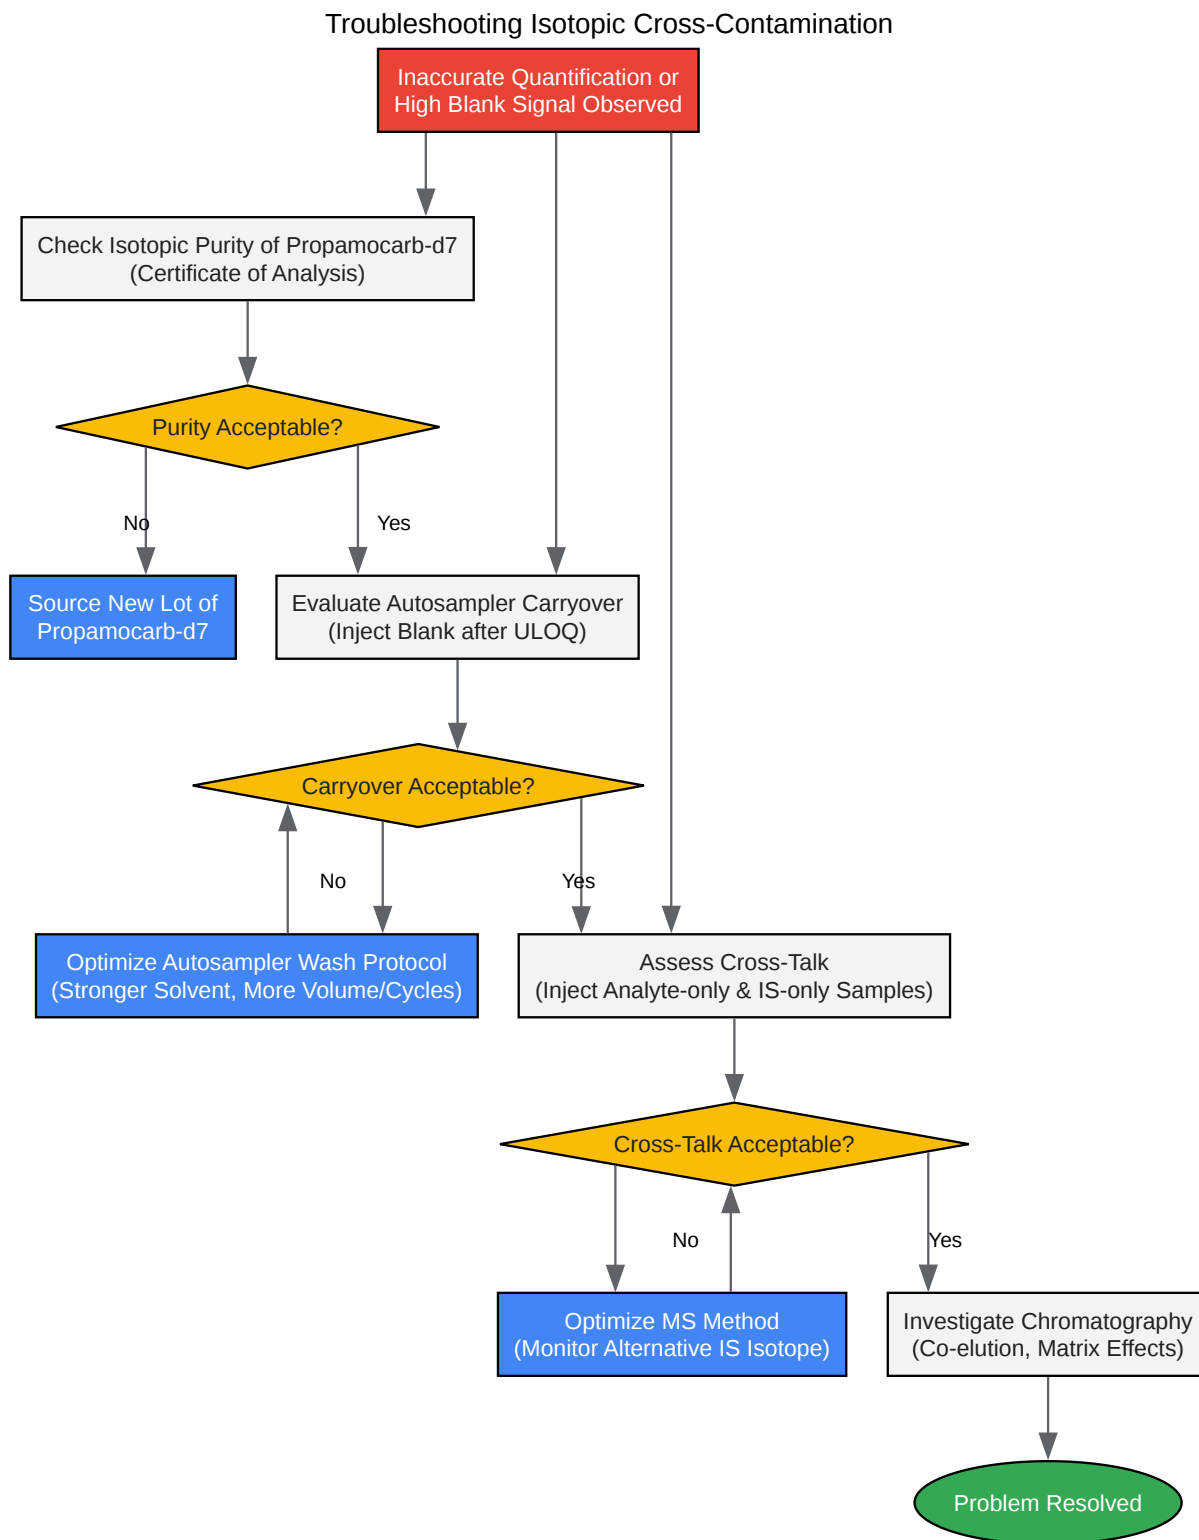 Troubleshooting Isotopic Cross-Contamination
Inaccurate Quantification or
High Blank Signal Observed
Check Isotopic Purity of Propamocarb-d7
(Certificate of Analysis)
Purity Acceptable?
No
Yes
Source New Lot of
Propamocarb-d7
Evaluate Autosampler Carryover
(Inject Blank after ULOQ)
Carryover Acceptable?
No
Yes
Optimize Autosampler Wash Protocol
(Stronger Solvent, More Volume/Cycles)
Assess Cross-Talk
(Inject Analyte-only & IS-only Samples)
Cross-Talk Acceptable?
No
Yes
Optimize MS Method
(Monitor Alternative IS Isotope)
Investigate Chromatography
(Co-elution, Matrix Effects)
Problem Resolved